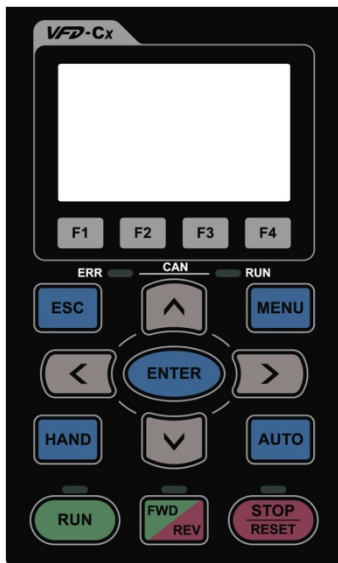 VFD-Cx
F1 F2 F3 F4
ERR CAN RUN
ESC MENU
ENTER
HAND AUTO
RUN FWD REV STOP RESET